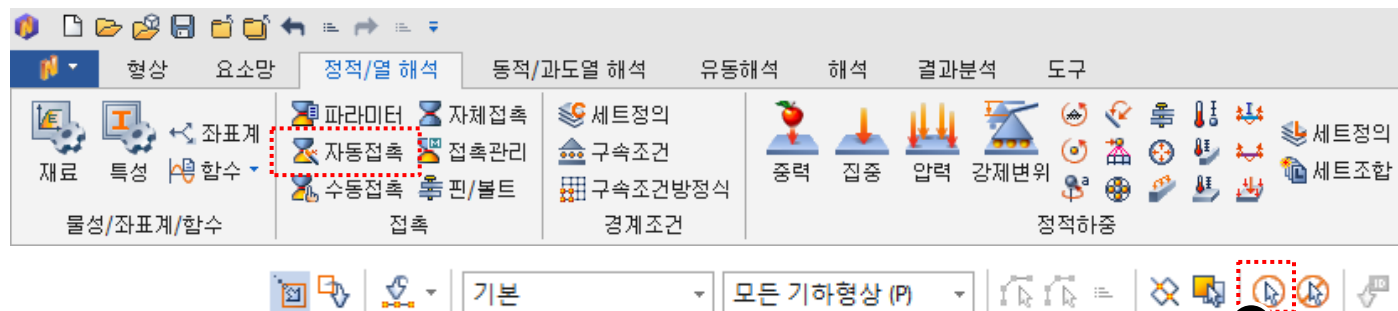 형상 요소망 정적/열 해석 동적/과도열 해석 유동해석 해석 결과분석 도구
재료 특성 좌표계 함수
물성/좌표계/함수
파라미터 자체접촉
자동접촉 접촉관리
수동접촉 핀/볼트
접촉
세트정의
구속조건
구속조건방정식
경계조건
중력 집중 압력 강제변위
세트정의
세트조합
정적하중
기본 모든 기하형상 (P)